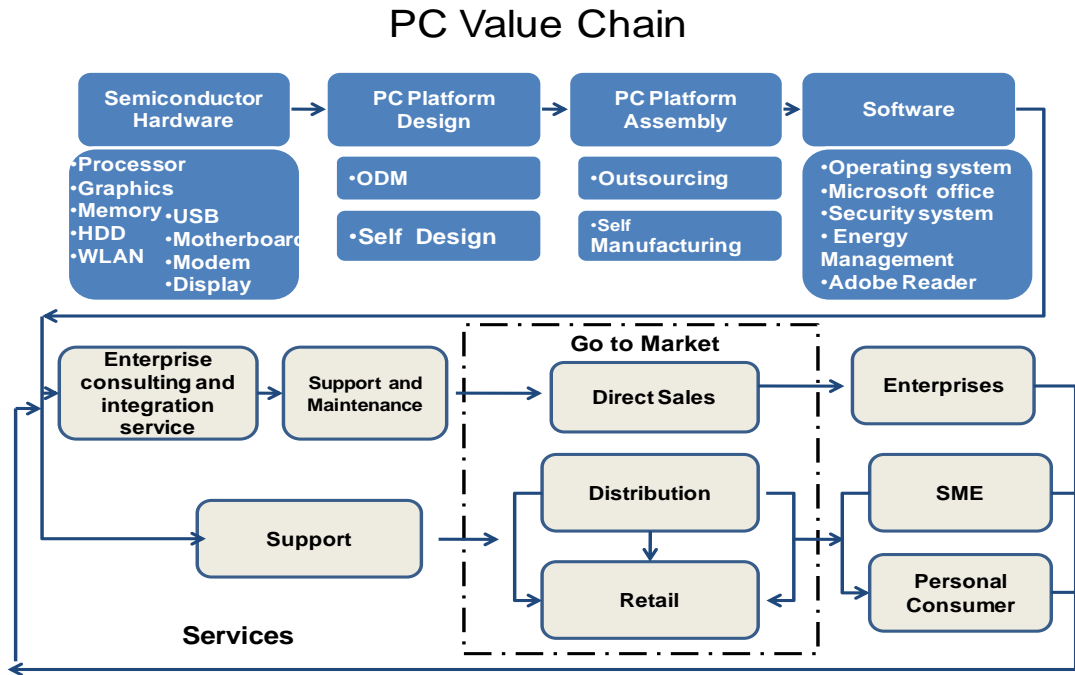 PC Value Chain
Semiconductor
Hardware
PC Platform
Design
PC Platform
Assembly
Software
•Processor
•Graphics
•Memory
•HDD
•WLAN
•USB
•Motherboard
•Modem
•Display
•ODM
•Self Design
•Outsourcing
•Self
Manufacturing
•Operating system
•Microsoft office
•Security system
• Energy
Management
•Adobe Reader
Go to Market
Enterprise
consulting and
integration
service
Support and
Maintenance
Direct Sales
Enterprises
Support
Distribution
Retail
SME
Personal
Consumer
Services